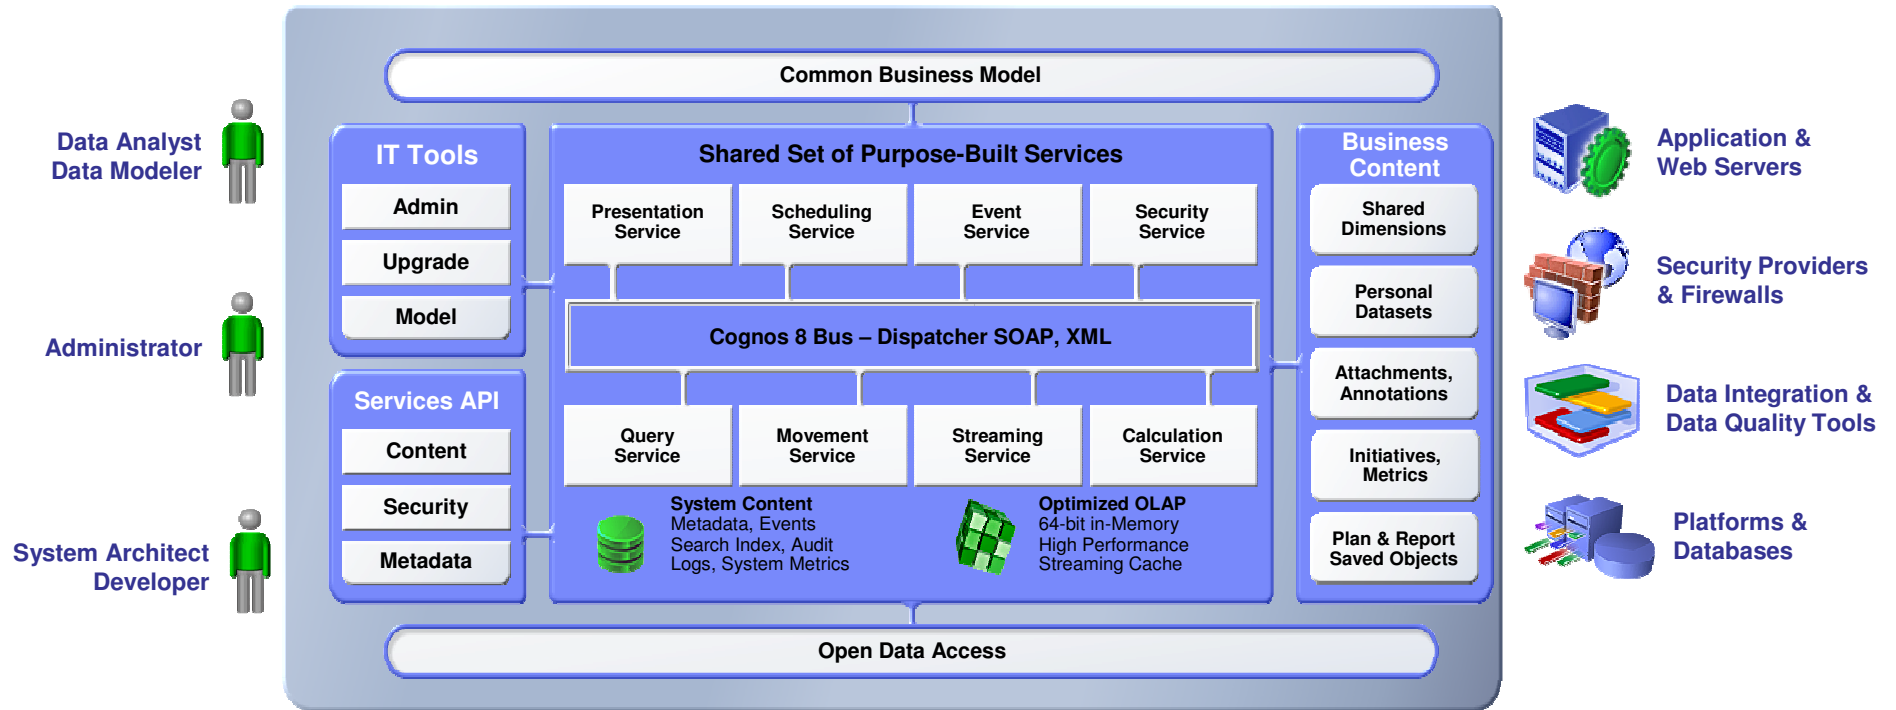 Common Business Model
Data Analyst
Data Modeler
Administrator
System Architect
Developer
IT Tools
Admin
Upgrade
Model
Services API
Content
Security
Metadata
Shared Set of Purpose-Built Services
Presentation
Service
Scheduling
Service
Event
Service
Security
Service
Cognos 8 Bus – Dispatcher SOAP, XML
Query
Service
Movement
Service
Streaming
Service
Calculation
Service
System Content
Metadata, Events
Search Index, Audit
Logs, System Metrics
Optimized OLAP
64-bit in-Memory
High Performance
Streaming Cache
Business
Content
Shared
Dimensions
Personal
Datasets
Attachments,
Annotations
Initiatives,
Metrics
Plan & Report
Saved Objects
Open Data Access
Application &
Web Servers
Security Providers
& Firewalls
Data Integration &
Data Quality Tools
Platforms &
Databases